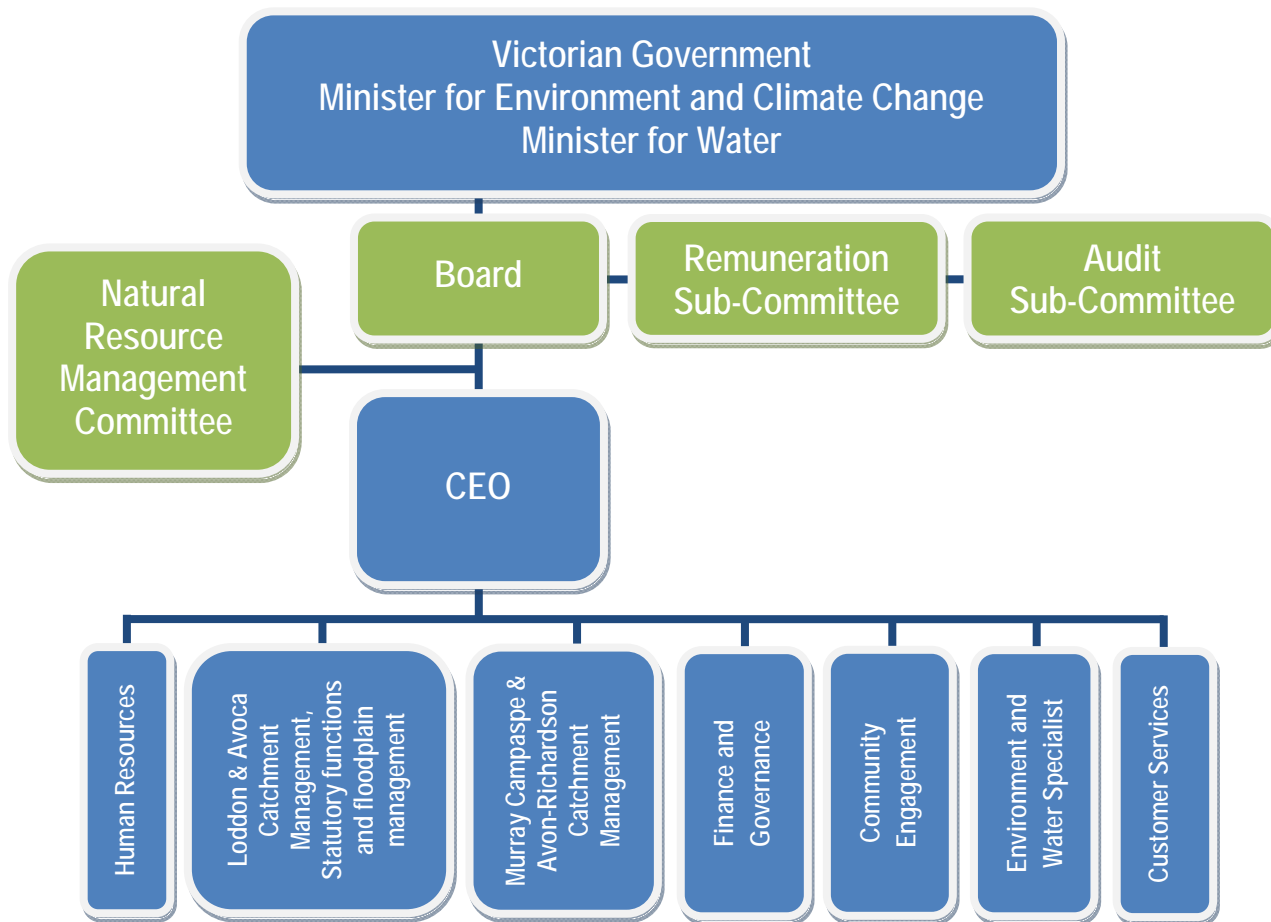 Victorian Government
Minister for Environment and Climate Change
Minister for Water
Board
Remuneration
Sub-Committee
Audit
Sub-Committee
Natural
Resource
Management
Committee
CEO
Human Resources
Loddon & Avoca
Catchment
Management,
Statutory functions
and floodplain
management
Murray Campaspe &
Avon-Richardson
Catchment
Management
Finance and
Governance
Community
Engagement
Environment and
Water Specialist
Customer Services